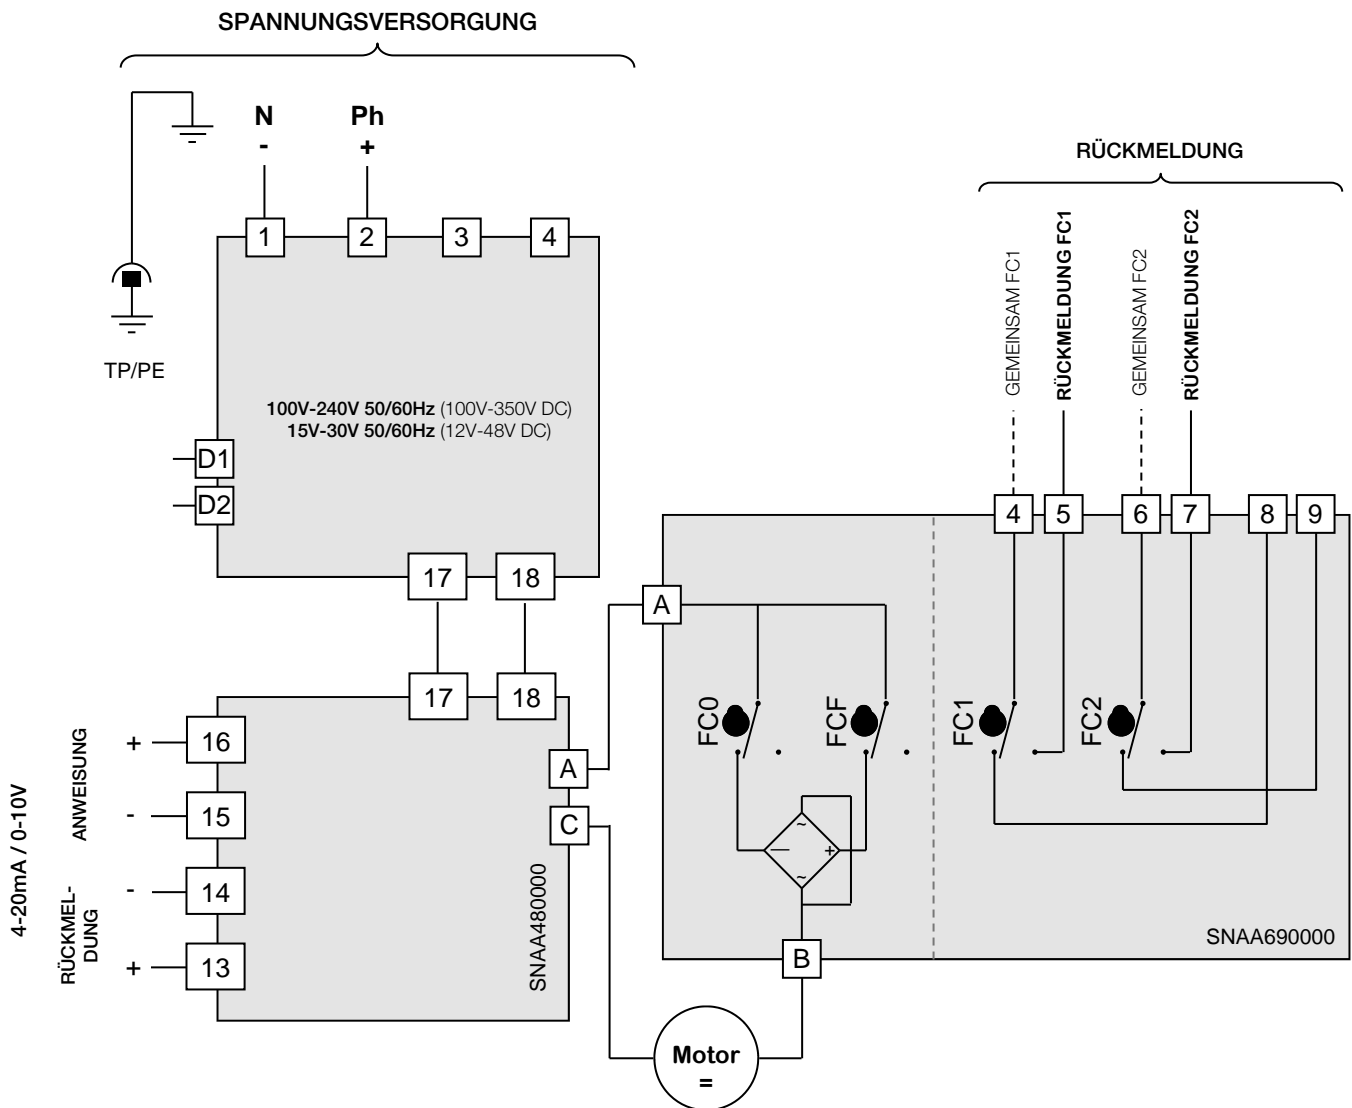 SPANNUNGSVERSORGUNG
N
-
Ph
+
1
2
3
4
TP/PE
100V-240V 50/60Hz (100V-350V DC)
15V-30V 50/60Hz (12V-48V DC)
D1
D2
17
18
17
18
4-20mA / 0-10V
ANWEISUNG
RÜCKMEL-
DUNG
+
16
-
15
-
14
+
13
A
C
SNAA480000
RÜCKMELDUNG
GEMEINSAM FC1
RÜCKMELDUNG FC1
GEMEINSAM FC2
RÜCKMELDUNG FC2
4
5
6
7
8
9
A
FC0
FCF
FC1
FC2
~
—
+
~
B
SNAA690000
Motor
=